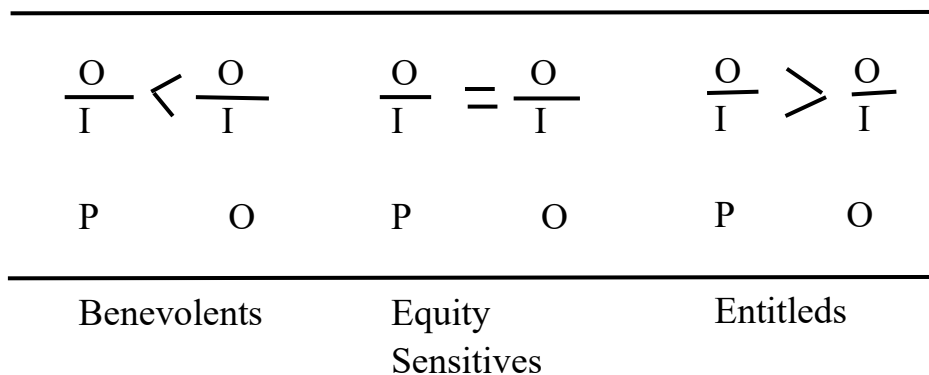 O O O O O O
< = >
I I I I I I
P O P O P O
Benevolents Equity Entitleds
Sensitives